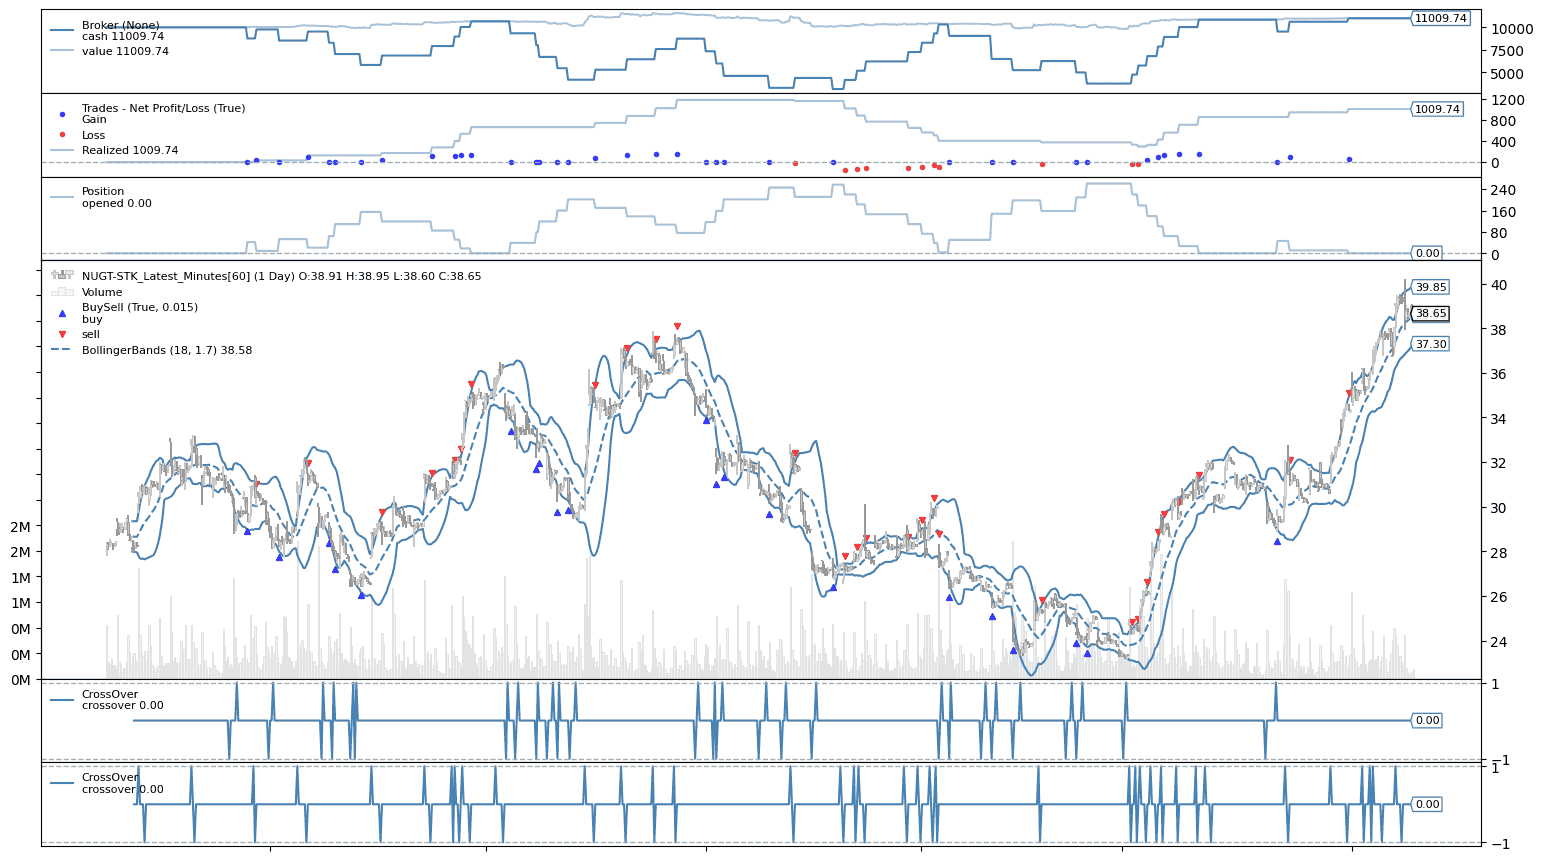 Broker (None)
cash 11009.74
value 11009.74
11009.74
10000
7500
5000
Trades - Net Profit/Loss (True)
Gain
Loss
Realized 1009.74
1200
1009.74
800
400
0
Position
opened 0.00
240
160
80
0
0.00
NUGT-STK_Latest_Minutes[60] (1 Day) O:38.91 H:38.95 L:38.60 C:38.65
Volume
BuySell (True, 0.015)
buy
sell
BollingerBands (18, 1.7) 38.58
40
39.85
38.65
38
37.30
36
34
32
30
28
26
24
2M
2M
1M
1M
0M
0M
0M
CrossOver
crossover 0.00
1
0.00
−1
CrossOver
crossover 0.00
1
0.00
−1